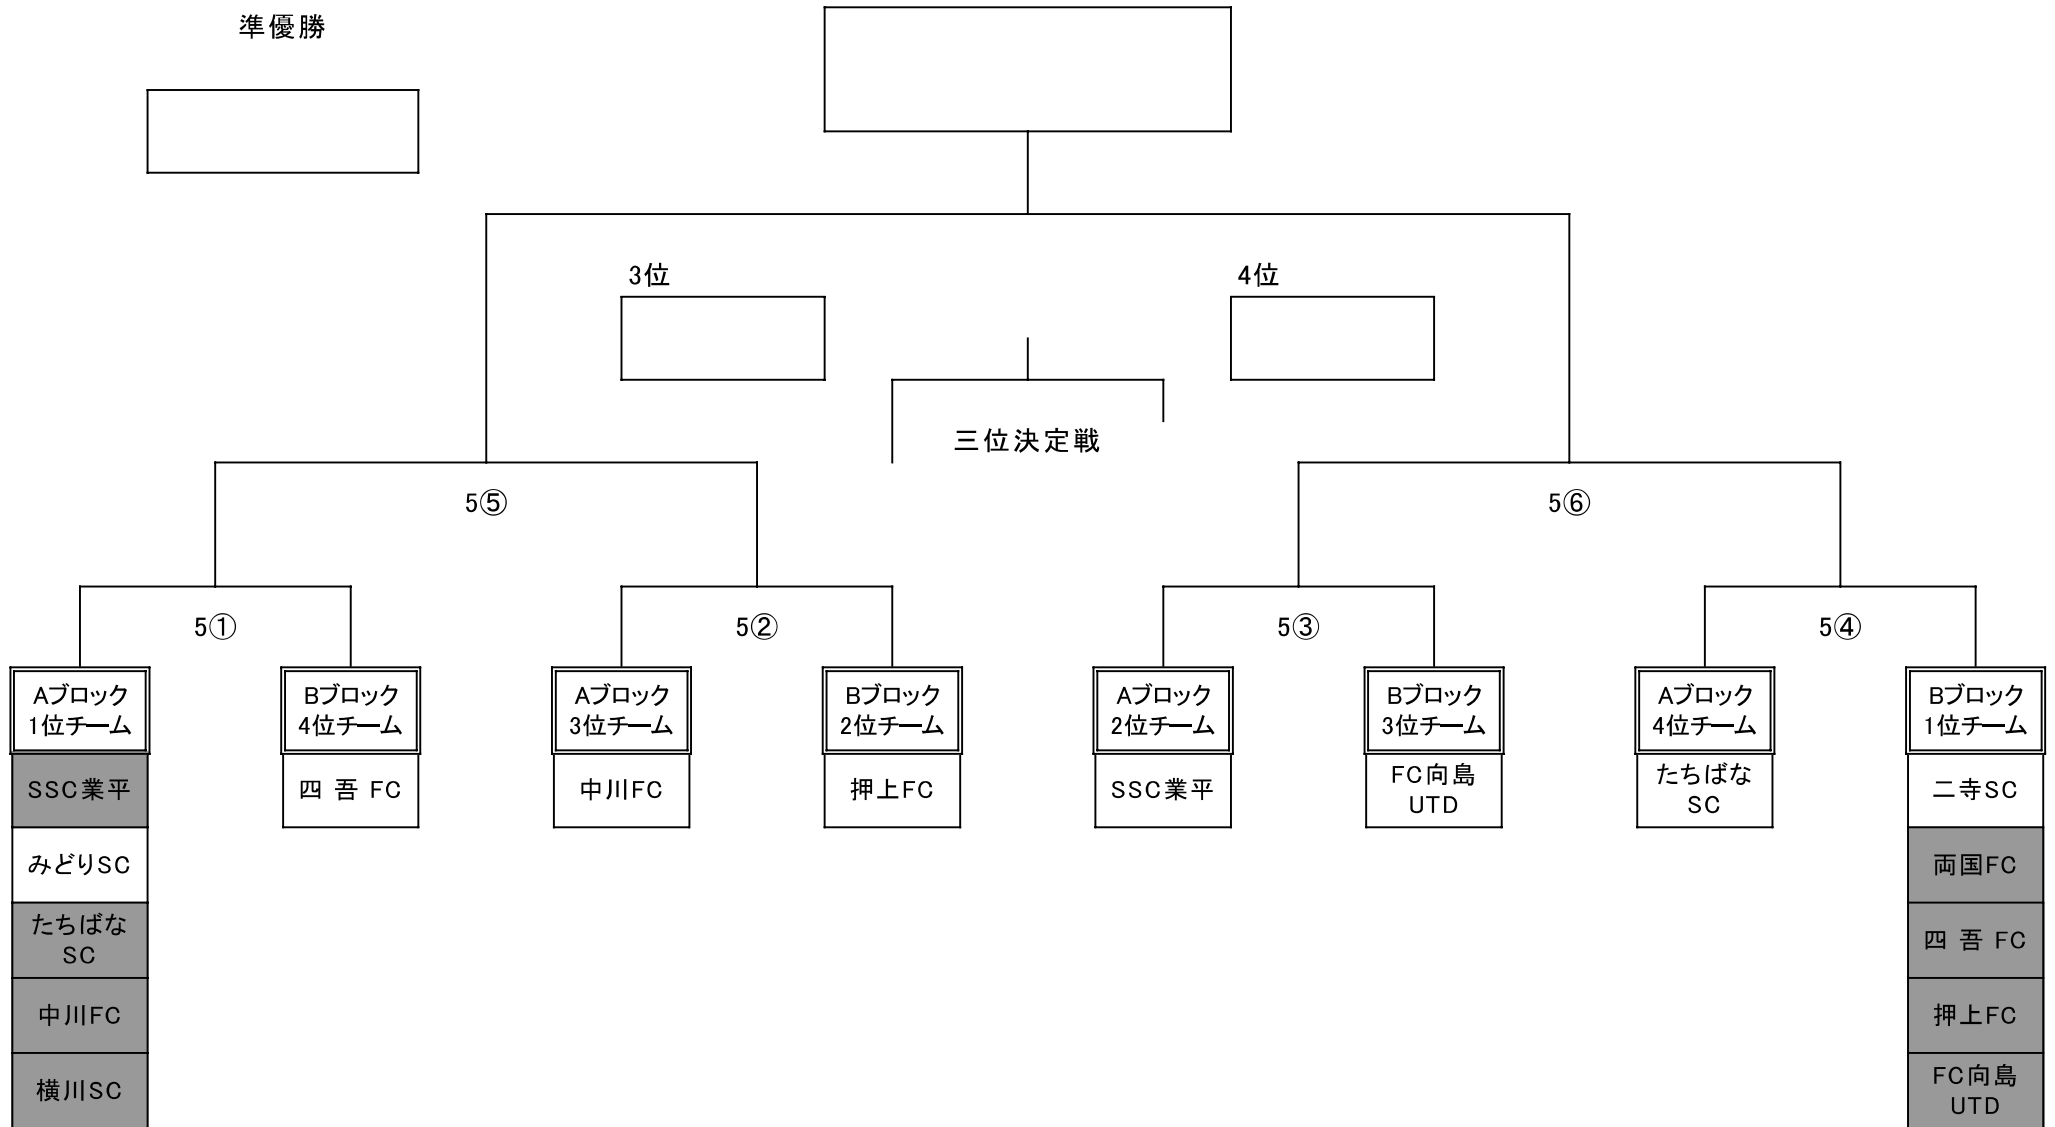 準優勝
3位
4位
三位決定戦
5⑤
5⑥
5①
5②
5③
5④
Aブロック
1位チーム
Bブロック
4位チーム
Aブロック
3位チーム
Bブロック
2位チーム
Aブロック
2位チーム
Bブロック
3位チーム
Aブロック
4位チーム
Bブロック
1位チーム
SSC業平
四 吾 FC
中川FC
押上FC
SSC業平
FC向島
UTD
たちばな
SC
二寺SC
みどりSC
両国FC
たちばな
SC
四 吾 FC
中川FC
押上FC
横川SC
FC向島
UTD